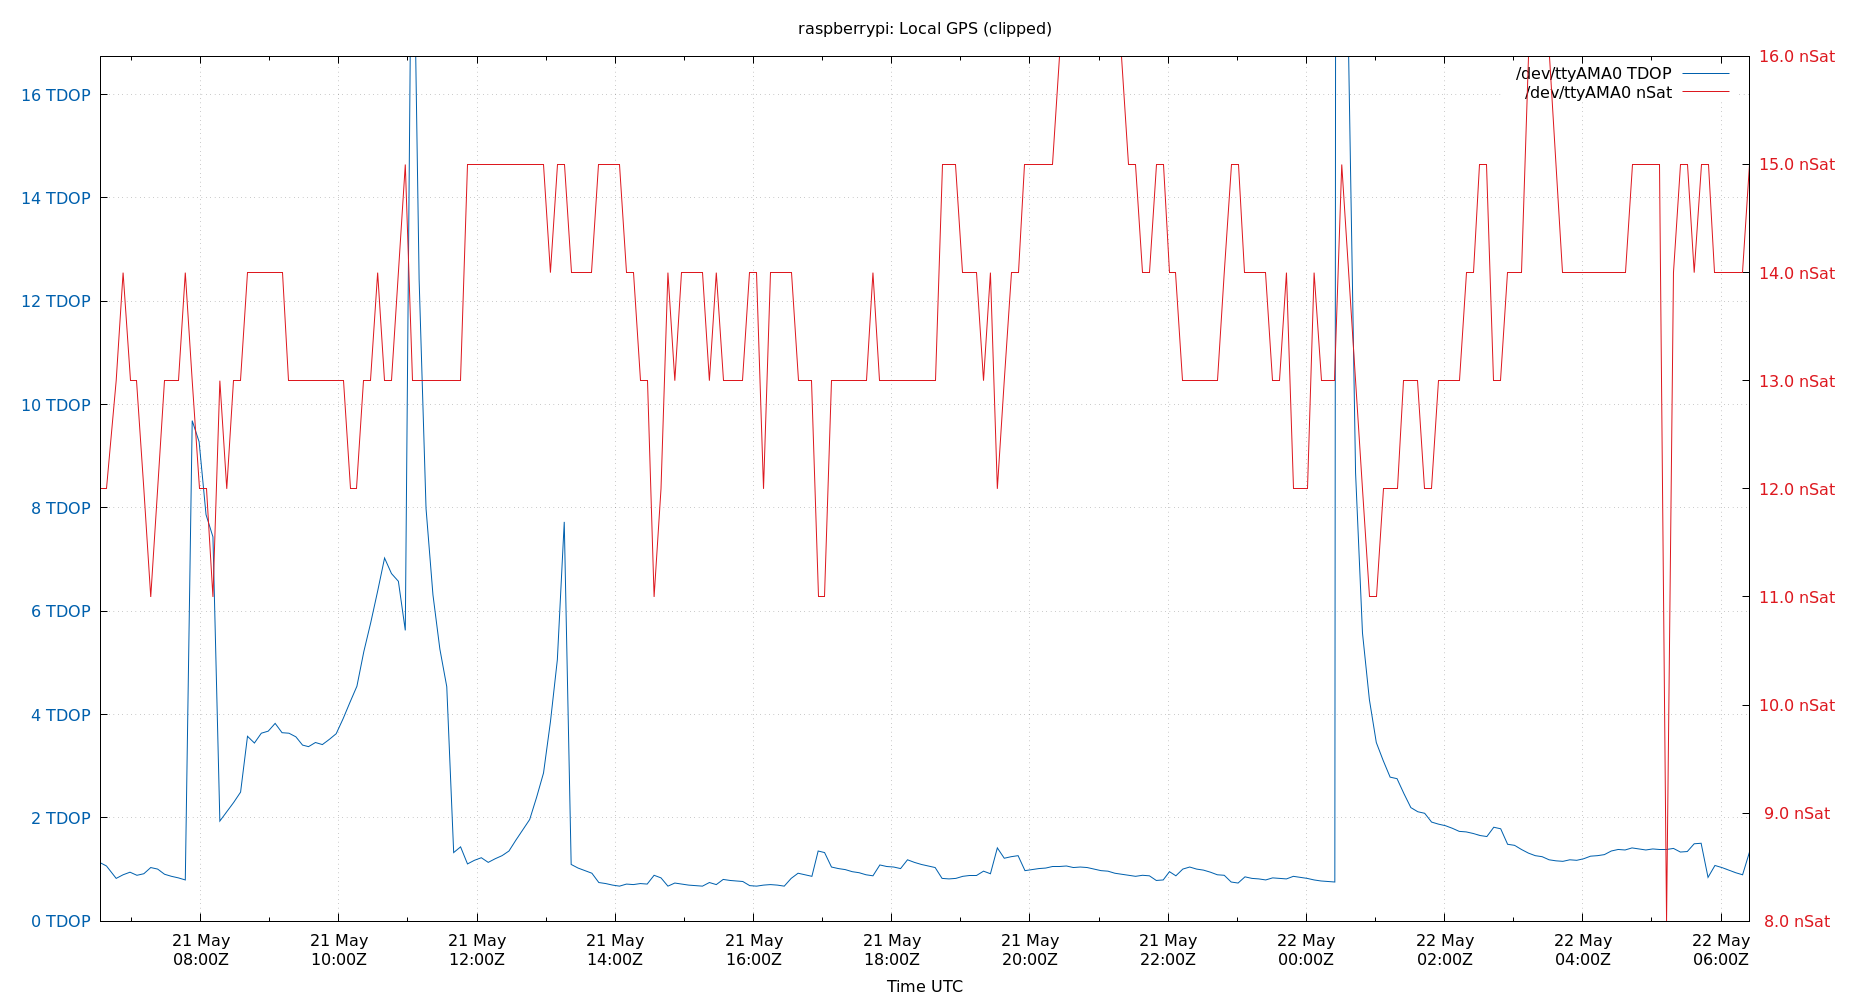 raspberrypi: Local GPS (clipped)
/dev/ttyAMA0 TDOP
/dev/ttyAMA0 nSat
16 TDOP
14 TDOP
12 TDOP
10 TDOP
8 TDOP
6 TDOP
4 TDOP
2 TDOP
0 TDOP
16.0 nSat
15.0 nSat
14.0 nSat
13.0 nSat
12.0 nSat
11.0 nSat
10.0 nSat
9.0 nSat
8.0 nSat
21 May 21 May 21 May 21 May 21 May 21 May 21 May 21 May 22 May 22 May 22 May 22 May
08:00Z 10:00Z 12:00Z 14:00Z 16:00Z 18:00Z 20:00Z 22:00Z 00:00Z 02:00Z 04:00Z 06:00Z
Time UTC